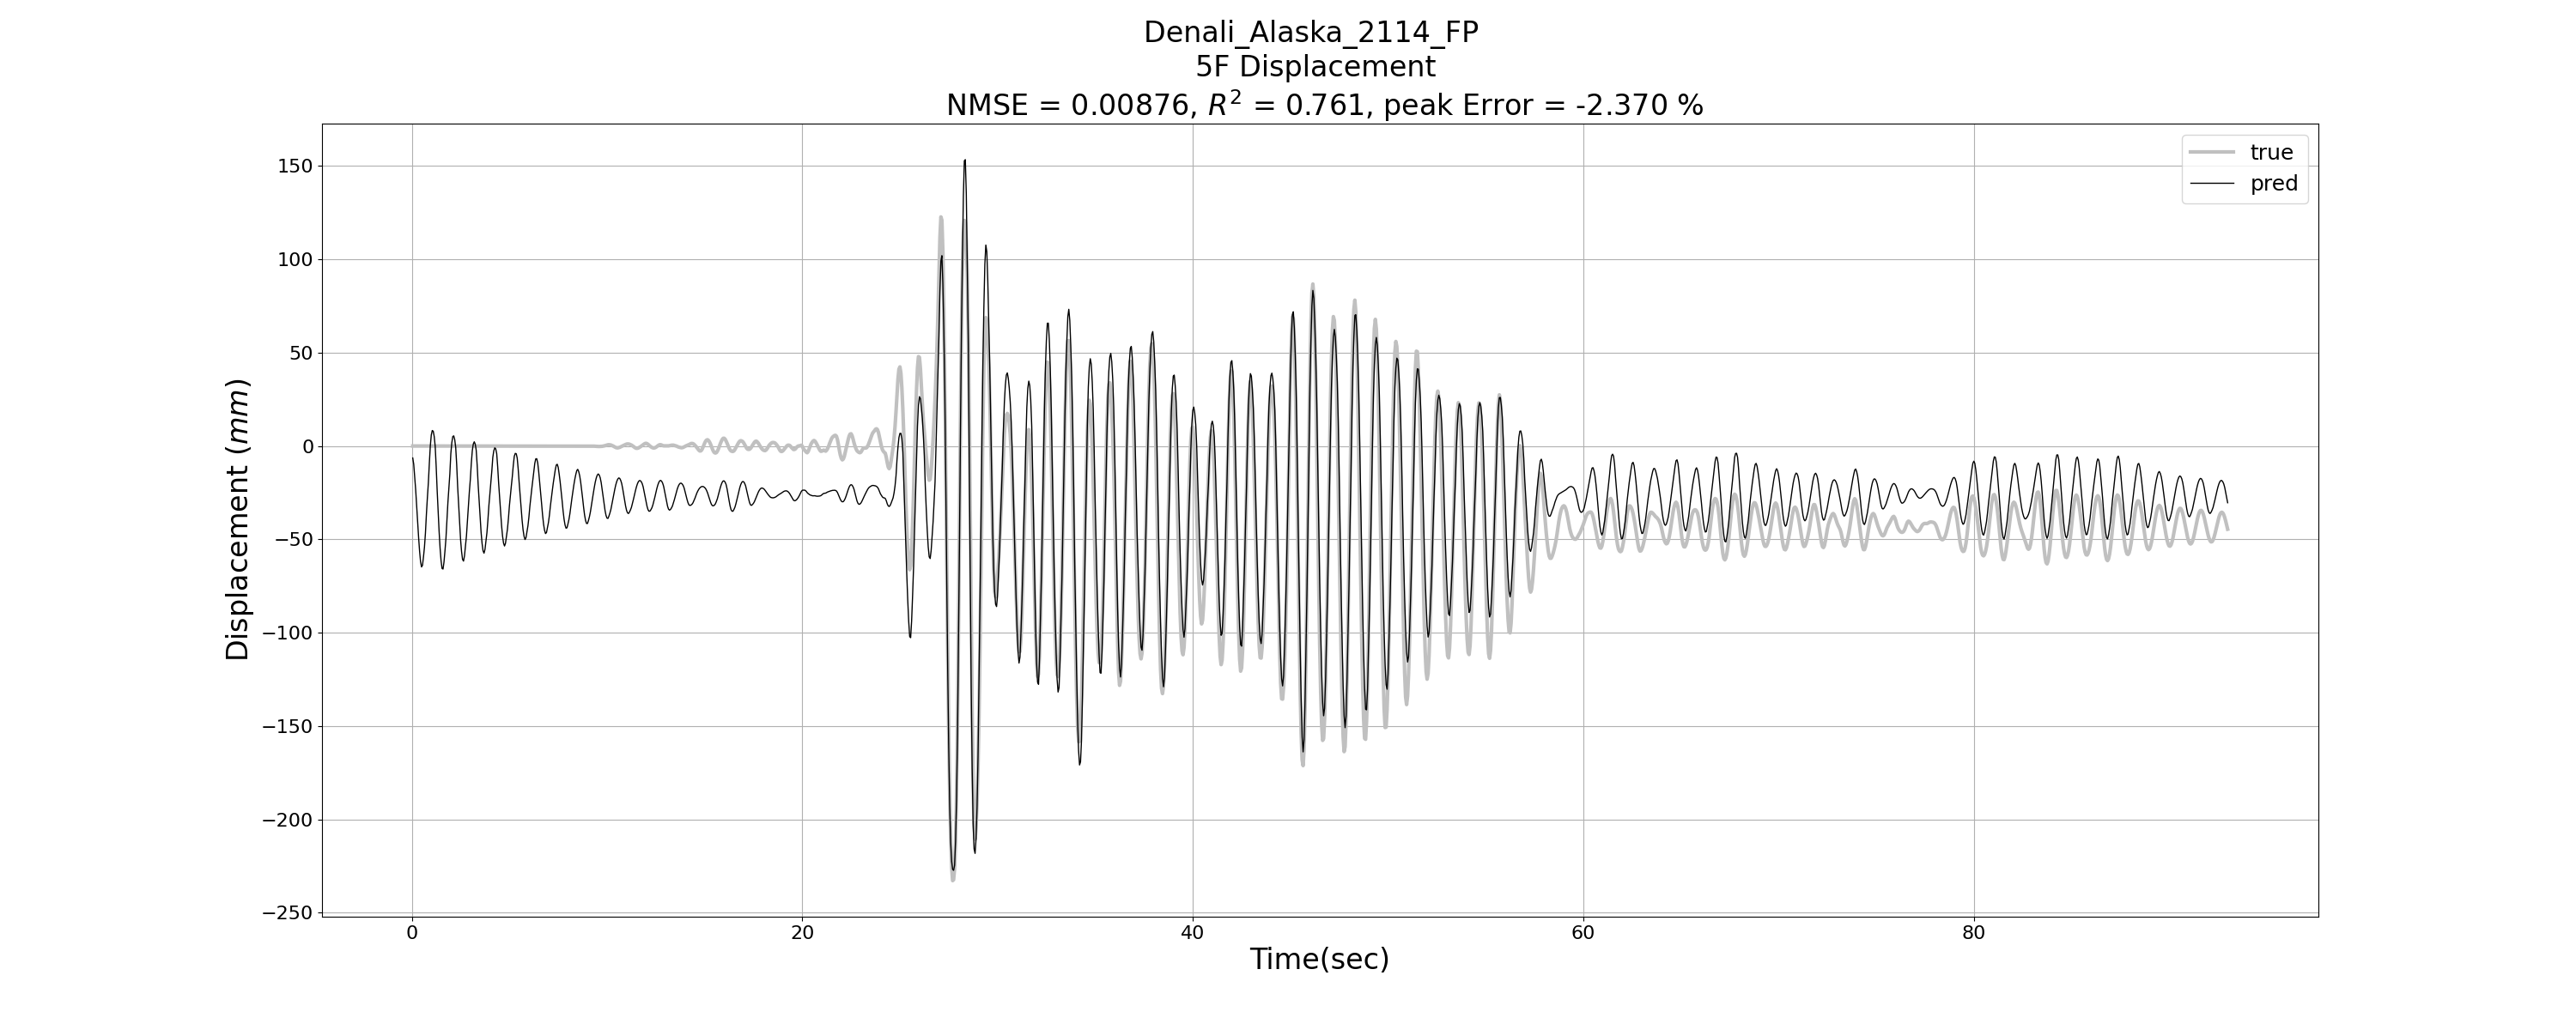 Denali_Alaska_2114_FP
5F Displacement
NMSE = 0.00876, R² = 0.761, peak Error = -2.370 %
true
pred
150
100
50
0
−50
−100
−150
−200
−250
Displacement (mm)
0 20 40 60 80
Time(sec)